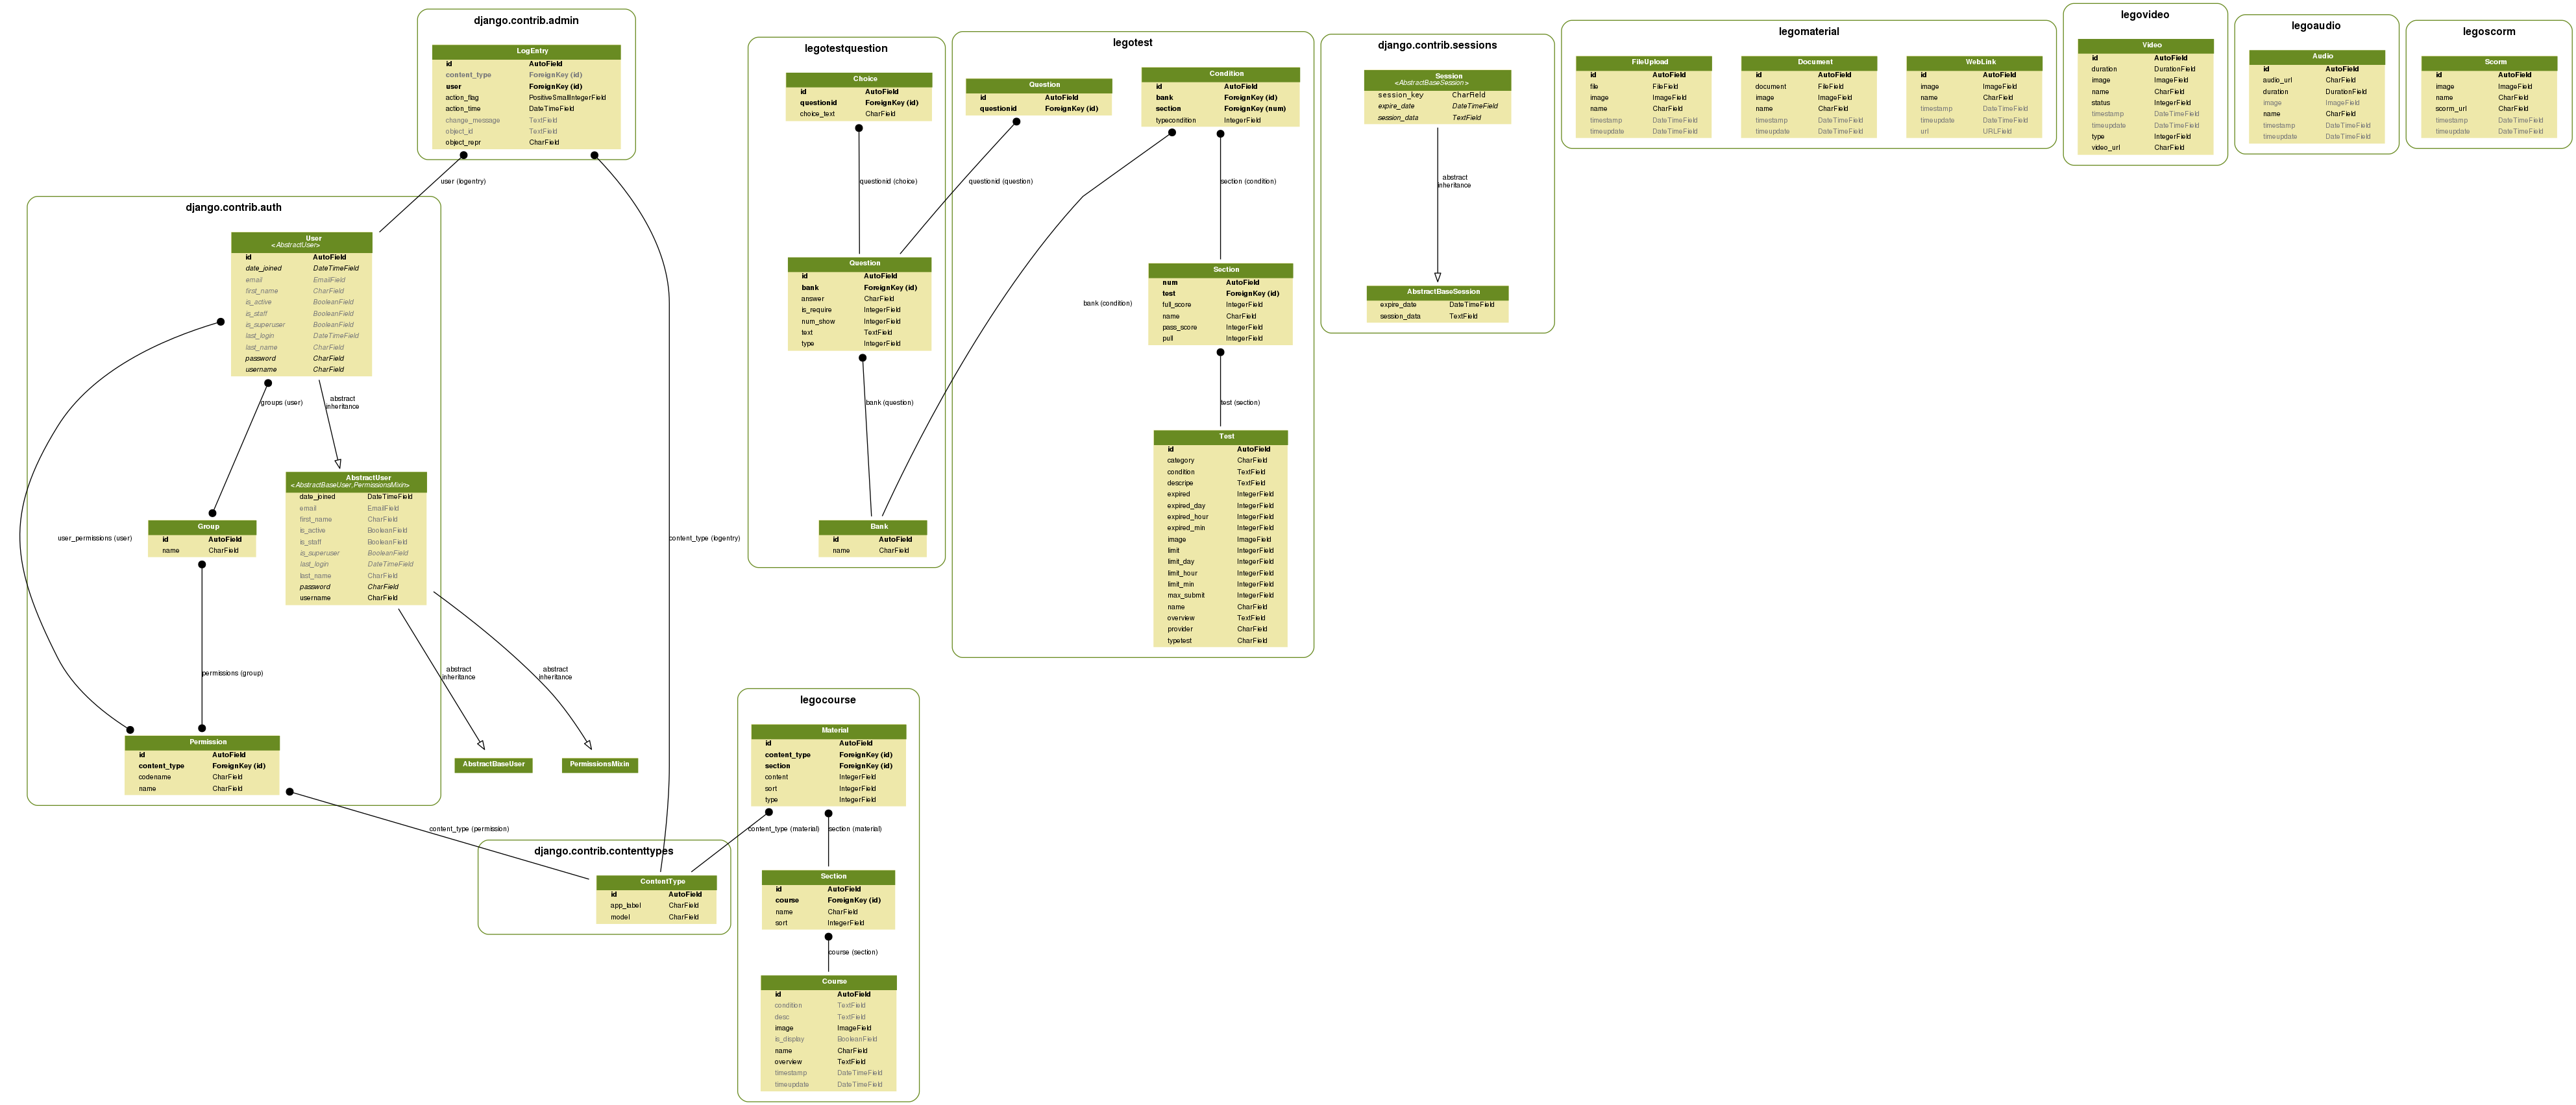 django.contrib.admin
LogEntry
id AutoField
content_type ForeignKey (id)
user ForeignKey (id)
action_flag PositiveSmallIntegerField
action_time DateTimeField
change_message TextField
object_id TextField
object_repr CharField
user (logentry)
content_type (logentry)
django.contrib.auth
User
<AbstractUser>
id AutoField
date_joined DateTimeField
email EmailField
first_name CharField
is_active BooleanField
is_staff BooleanField
is_superuser BooleanField
last_login DateTimeField
last_name CharField
password CharField
username CharField
groups (user)
abstract
inheritance
user_permissions (user)
AbstractUser
<AbstractBaseUser,PermissionsMixin>
date_joined DateTimeField
email EmailField
first_name CharField
is_active BooleanField
is_staff BooleanField
is_superuser BooleanField
last_login DateTimeField
last_name CharField
password CharField
username CharField
Group
id AutoField
name CharField
permissions (group)
abstract
inheritance
abstract
inheritance
Permission
id AutoField
content_type ForeignKey (id)
codename CharField
name CharField
AbstractBaseUser
PermissionsMixin
content_type (permission)
django.contrib.contenttypes
ContentType
id AutoField
app_label CharField
model CharField
legotestquestion
Choice
id AutoField
questionid ForeignKey (id)
choice_text CharField
questionid (choice)
Question
id AutoField
bank ForeignKey (id)
answer CharField
is_require IntegerField
num_show IntegerField
text TextField
type IntegerField
bank (question)
Bank
id AutoField
name CharField
legotest
Question
id AutoField
questionid ForeignKey (id)
questionid (question)
Condition
id AutoField
bank ForeignKey (id)
section ForeignKey (num)
typecondition IntegerField
section (condition)
bank (condition)
Section
num AutoField
test ForeignKey (id)
full_score IntegerField
name CharField
pass_score IntegerField
pull IntegerField
test (section)
Test
id AutoField
category CharField
condition TextField
descripe TextField
expired IntegerField
expired_day IntegerField
expired_hour IntegerField
expired_min IntegerField
image ImageField
limit IntegerField
limit_day IntegerField
limit_hour IntegerField
limit_min IntegerField
max_submit IntegerField
name CharField
overview TextField
provider CharField
typetest CharField
legocourse
Material
id AutoField
content_type ForeignKey (id)
section ForeignKey (id)
content IntegerField
sort IntegerField
type IntegerField
content_type (material)
section (material)
Section
id AutoField
course ForeignKey (id)
name CharField
sort IntegerField
course (section)
Course
id AutoField
condition TextField
desc TextField
image ImageField
is_display BooleanField
name CharField
overview TextField
timestamp DateTimeField
timeupdate DateTimeField
django.contrib.sessions
Session
<AbstractBaseSession>
session_key CharField
expire_date DateTimeField
session_data TextField
abstract
inheritance
AbstractBaseSession
expire_date DateTimeField
session_data TextField
legomaterial
FileUpload
id AutoField
file FileField
image ImageField
name CharField
timestamp DateTimeField
timeupdate DateTimeField
Document
id AutoField
document FileField
image ImageField
name CharField
timestamp DateTimeField
timeupdate DateTimeField
WebLink
id AutoField
image ImageField
name CharField
timestamp DateTimeField
timeupdate DateTimeField
url URLField
legovideo
Video
id AutoField
duration DurationField
image ImageField
name CharField
status IntegerField
timestamp DateTimeField
timeupdate DateTimeField
type IntegerField
video_url CharField
legoaudio
Audio
id AutoField
audio_url CharField
duration DurationField
image ImageField
name CharField
timestamp DateTimeField
timeupdate DateTimeField
legoscorm
Scorm
id AutoField
image ImageField
name CharField
scorm_url CharField
timestamp DateTimeField
timeupdate DateTimeField